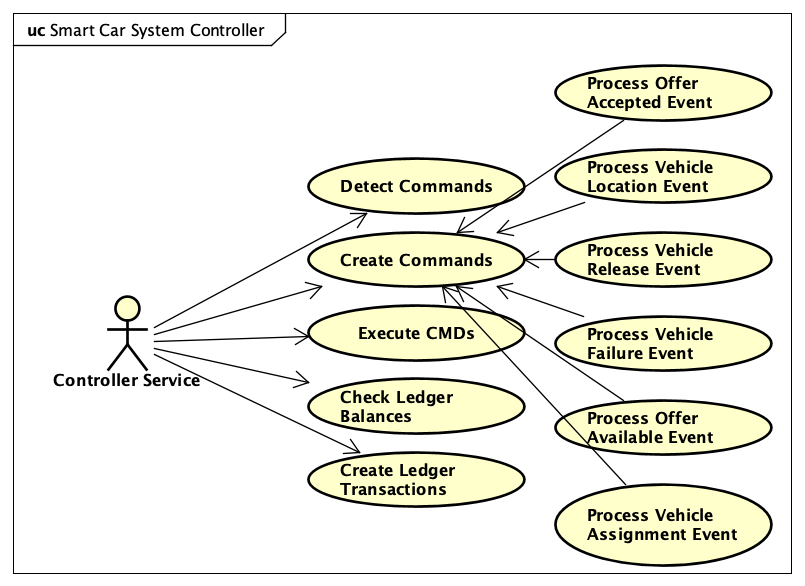 uc Smart Car System Controller
Process Offer
Accepted Event
Detect Commands
Process Vehicle
Location Event
Create Commands
Process Vehicle
Release Event
Controller Service
Execute CMDs
Process Vehicle
Failure Event
Check Ledger
Balances
Process Offer
Available Event
Create Ledger
Transactions
Process Vehicle
Assignment Event